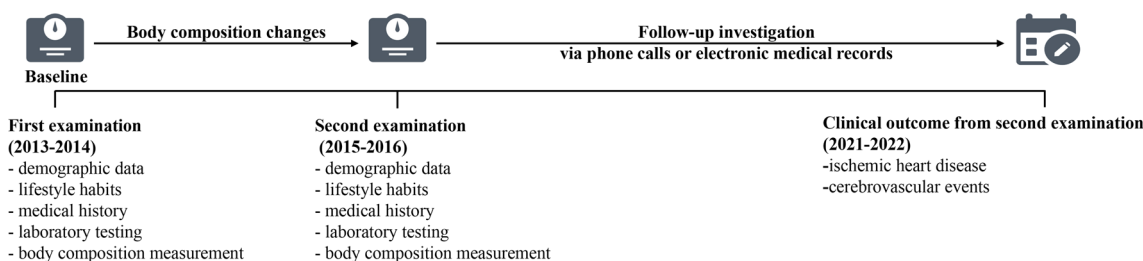 Body composition changes
Follow-up investigation
via phone calls or electronic medical records
Baseline
First examination
(2013-2014)
- demographic data
- lifestyle habits
- medical history
- laboratory testing
- body composition measurement
Second examination
(2015-2016)
- demographic data
- lifestyle habits
- medical history
- laboratory testing
- body composition measurement
Clinical outcome from second examination
(2021-2022)
-ischemic heart disease
-cerebrovascular events